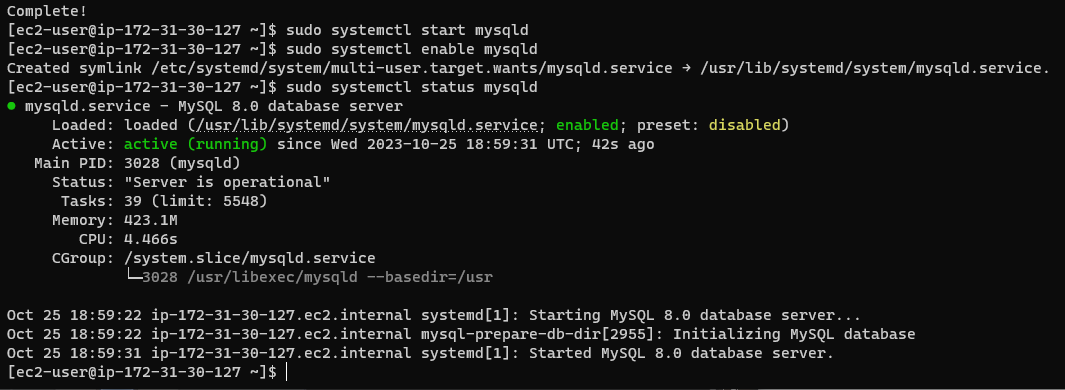 Complete!
[ec2-user@ip-172-31-30-127 ~]$ sudo systemctl start mysqld
[ec2-user@ip-172-31-30-127 ~]$ sudo systemctl enable mysqld
Created symlink /etc/systemd/system/multi-user.target.wants/mysqld.service → /usr/lib/systemd/system/mysqld.service.
[ec2-user@ip-172-31-30-127 ~]$ sudo systemctl status mysqld
● mysqld.service - MySQL 8.0 database server
     Loaded: loaded (/usr/lib/systemd/system/mysqld.service; enabled; preset: disabled)
     Active: active (running) since Wed 2023-10-25 18:59:31 UTC; 42s ago
   Main PID: 3028 (mysqld)
     Status: "Server is operational"
      Tasks: 39 (limit: 5548)
     Memory: 423.1M
        CPU: 4.466s
     CGroup: /system.slice/mysqld.service
             └─3028 /usr/libexec/mysqld --basedir=/usr

Oct 25 18:59:22 ip-172-31-30-127.ec2.internal systemd[1]: Starting MySQL 8.0 database server...
Oct 25 18:59:22 ip-172-31-30-127.ec2.internal mysql-prepare-db-dir[2955]: Initializing MySQL database
Oct 25 18:59:31 ip-172-31-30-127.ec2.internal systemd[1]: Started MySQL 8.0 database server.
[ec2-user@ip-172-31-30-127 ~]$